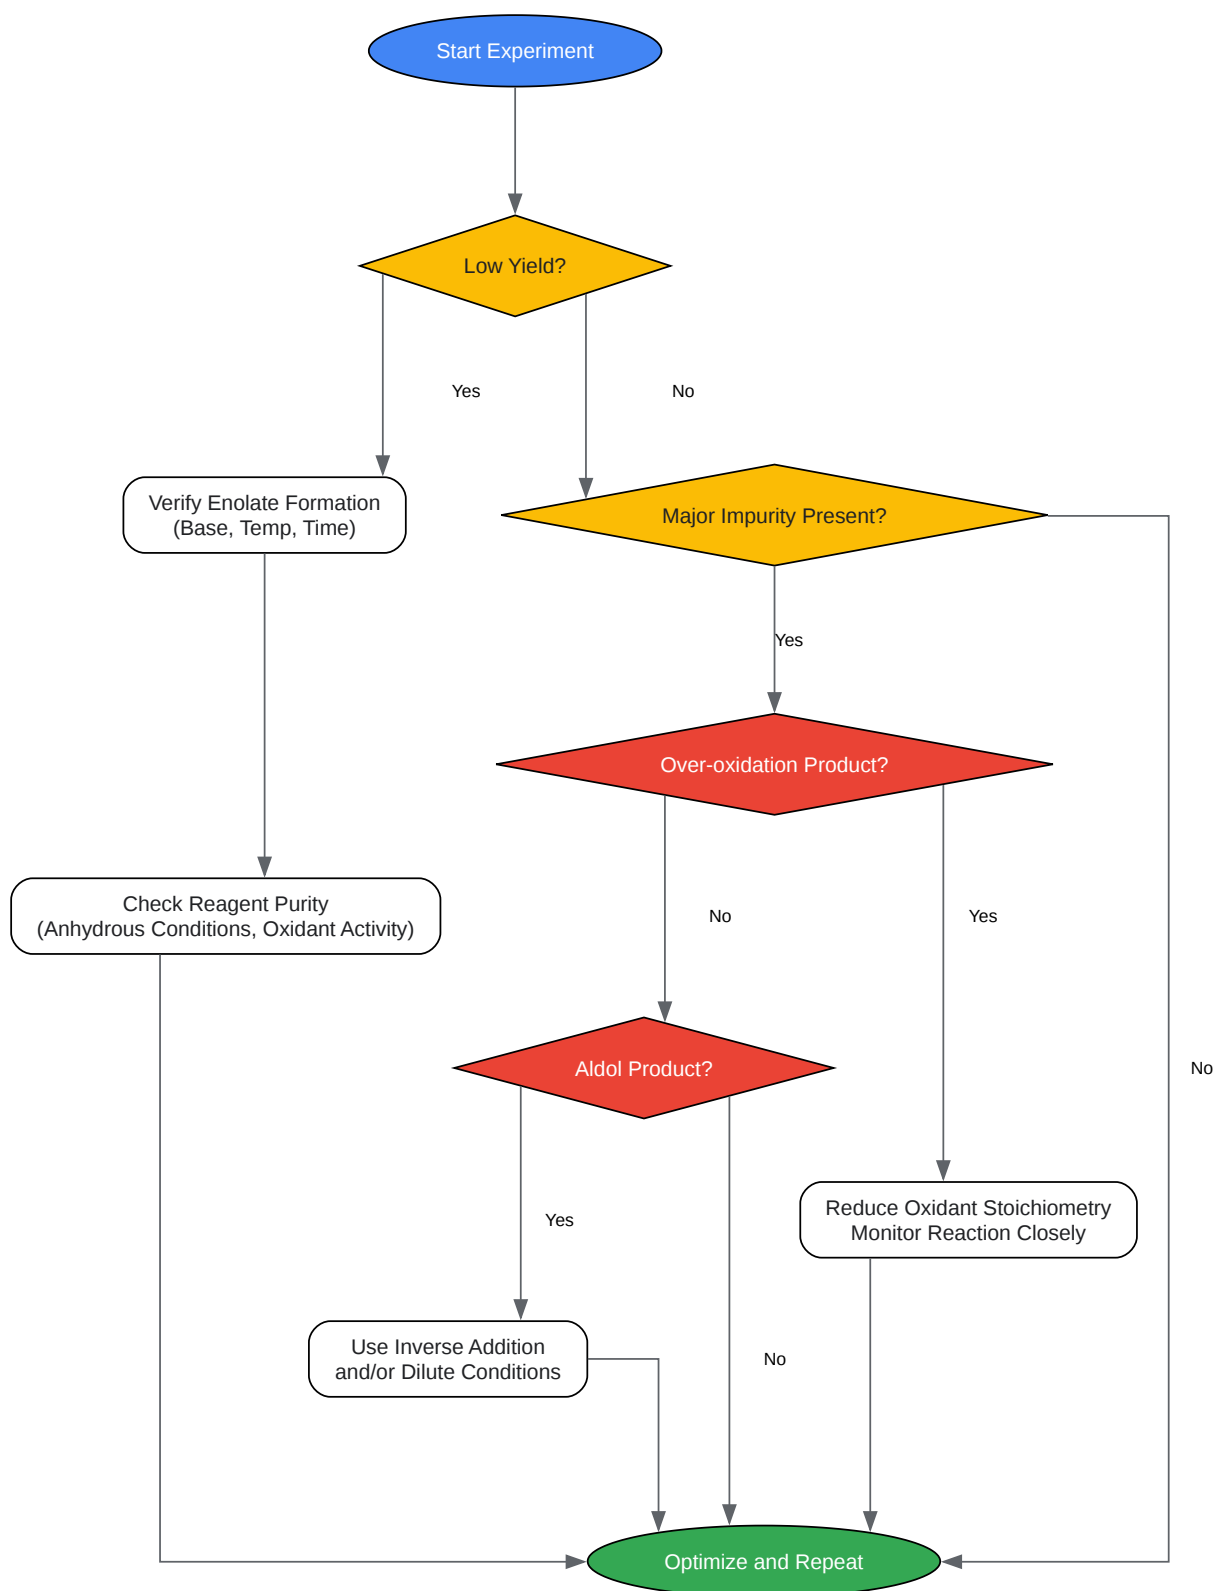 Start Experiment
Low Yield?
Yes
No
Verify Enolate Formation
(Base, Temp, Time)
Major Impurity Present?
Yes
Over-oxidation Product?
Check Reagent Purity
(Anhydrous Conditions, Oxidant Activity)
No
Yes
Aldol Product?
No
Yes
Reduce Oxidant Stoichiometry
Monitor Reaction Closely
Use Inverse Addition
and/or Dilute Conditions
No
Optimize and Repeat